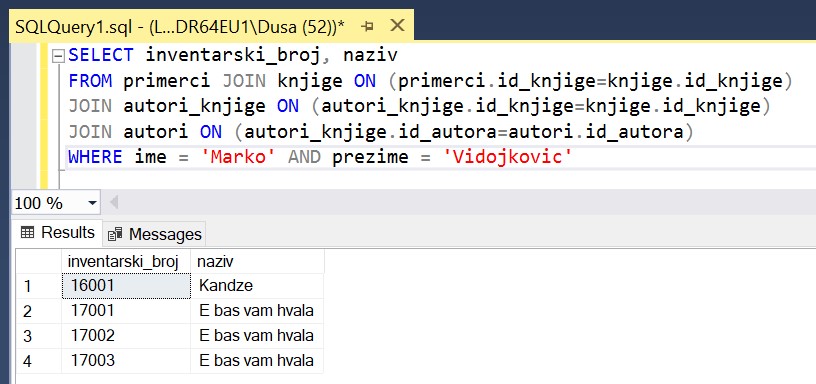 SQLQuery1.sql - (L...DR64EU1\Dusa (52))*
SELECT inventarski_broj, naziv
FROM primerci JOIN knjige ON (primerci.id_knjige=knjige.id_knjige)
JOIN autori_knjige ON (autori_knjige.id_knjige=knjige.id_knjige)
JOIN autori ON (autori_knjige.id_autora=autori.id_autora)
WHERE ime = 'Marko' AND prezime = 'Vidojkovic'
100 %
Results Messages
inventarski_broj naziv
1 16001 Kandze
2 17001 E bas vam hvala
3 17002 E bas vam hvala
4 17003 E bas vam hvala